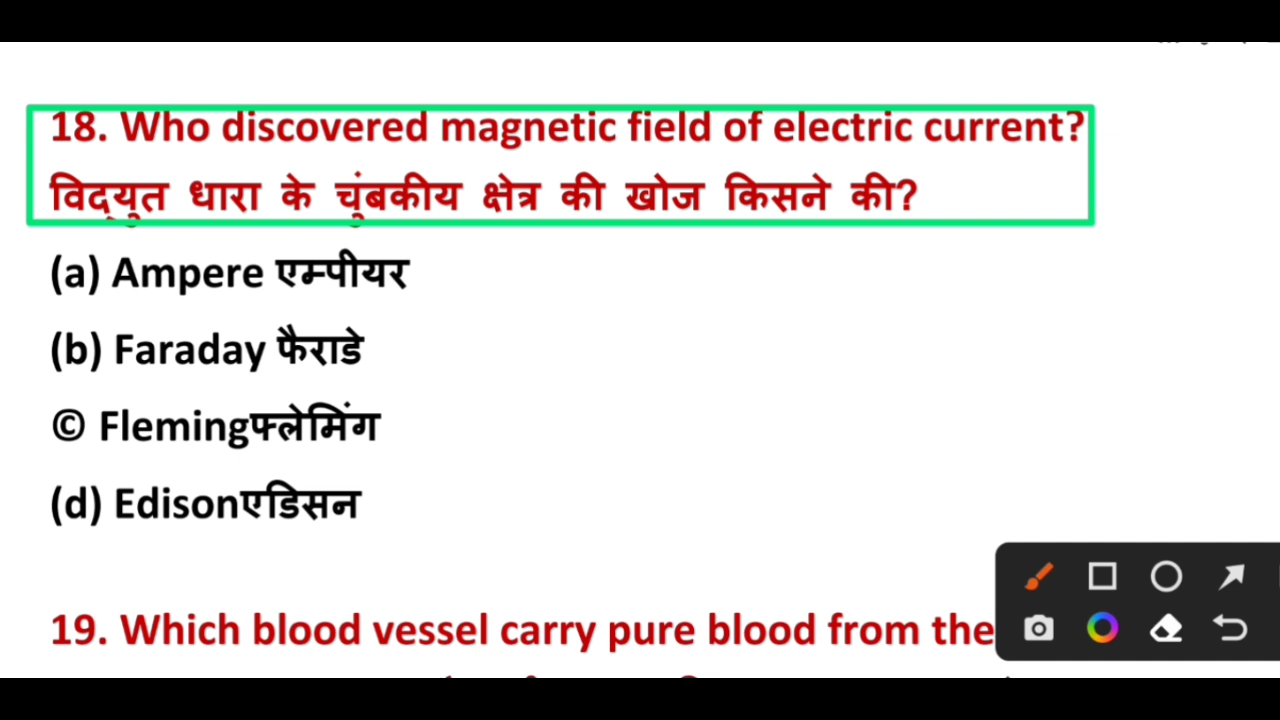 18. Who discovered magnetic field of electric current?
विद्युत धारा के चुंबकीय क्षेत्र की खोज किसने की?
(a) Ampere एम्पीयर
(b) Faraday फैराडे
© Flemingफ्लेमिंग
(d) Edisonएडिसन
19. Which blood vessel carry pure blood from the